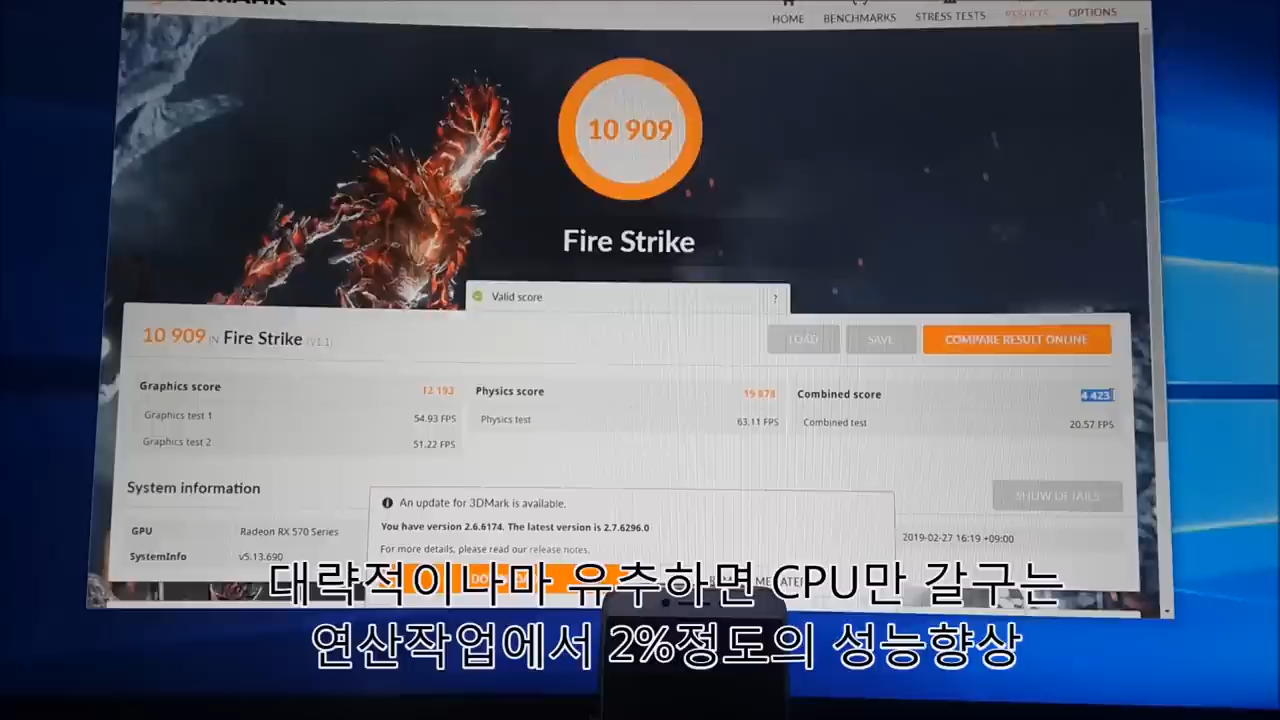 HOME BENCHMARKS STRESS TESTS RESULTS OPTIONS
10 909
Fire Strike
Valid score ?
10 909 IN Fire Strike (V1.1)
LOAD SAVE COMPARE RESULT ONLINE
Graphics score 12 193
Graphics test 1 54.93 FPS
Graphics test 2 51.22 FPS
Physics score 19 878
Physics test 63.11 FPS
Combined score 4 423
Combined test 20.57 FPS
System information
SHOW DETAILS
GPU Radeon RX 570 Series
SystemInfo v5.13.690
An update for 3DMark is available.
You have version 2.6.6174. The latest version is 2.7.6296.0
For more details, please read our release notes.
2019-02-27 16:19 +09:00
대략적이나마 유추하면 CPU만 갈구는
연산작업에서 2%정도의 성능향상